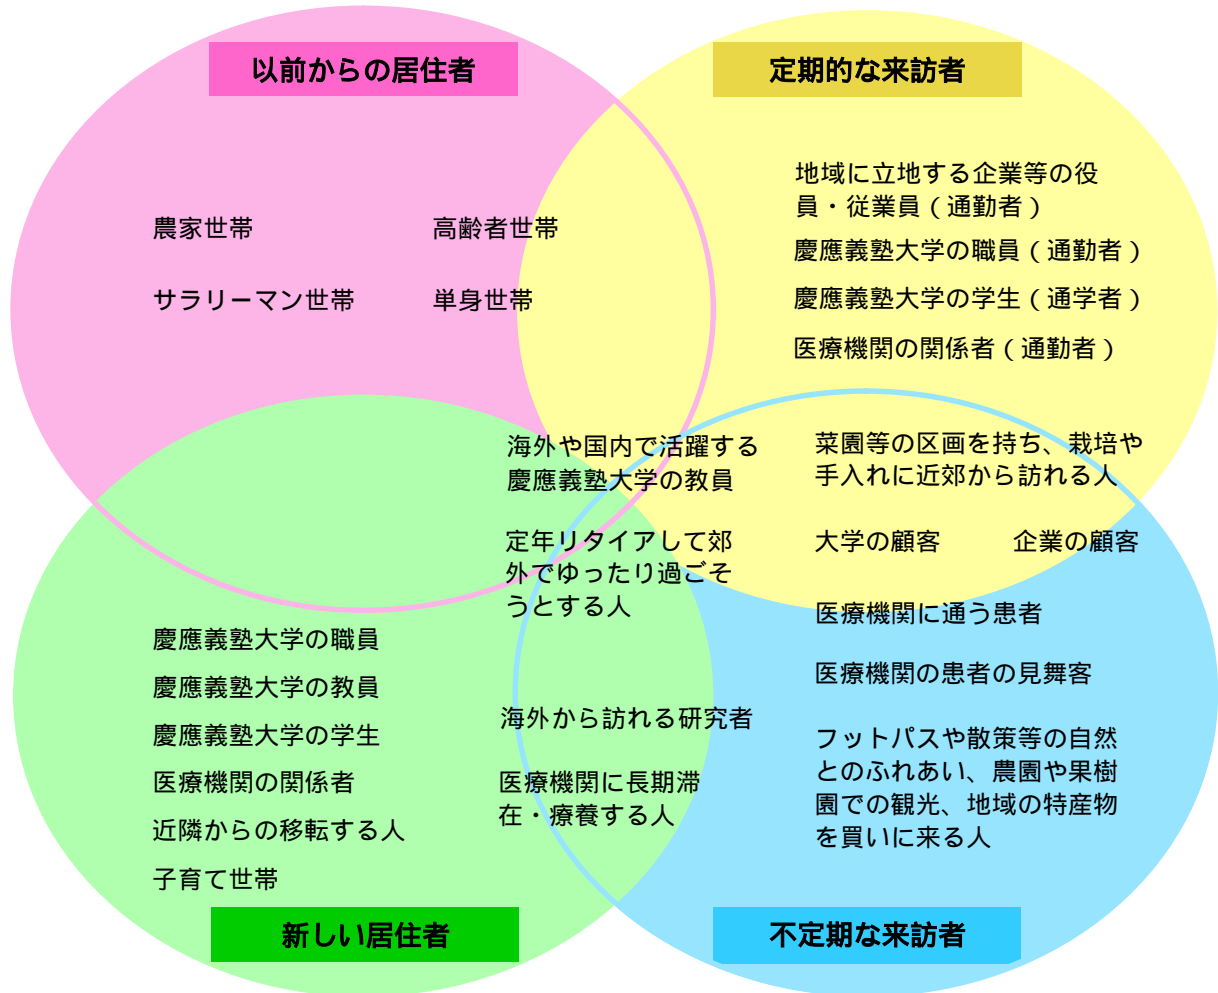 以前からの居住者
定期的な来訪者
農家世帯
高齢者世帯
サラリーマン世帯
単身世帯
地域に立地する企業等の役
員・従業員(通勤者)
慶應義塾大学の職員(通勤者)
慶應義塾大学の学生(通学者)
医療機関の関係者(通勤者)
海外や国内で活躍する
慶應義塾大学の教員
定年リタイアして郊
外でゆったり過ごそ
うとする人
菜園等の区画を持ち、栽培や
手入れに近郊から訪れる人
大学の顧客
企業の顧客
医療機関に通う患者
医療機関の患者の見舞客
フットパスや散策等の自然
とのふれあい、農園や果樹
園での観光、地域の特産物
を買いに来る人
慶應義塾大学の職員
慶應義塾大学の教員
慶應義塾大学の学生
医療機関の関係者
近隣からの移転する人
子育て世帯
海外から訪れる研究者
医療機関に長期滞
在・療養する人
新しい居住者
不定期な来訪者